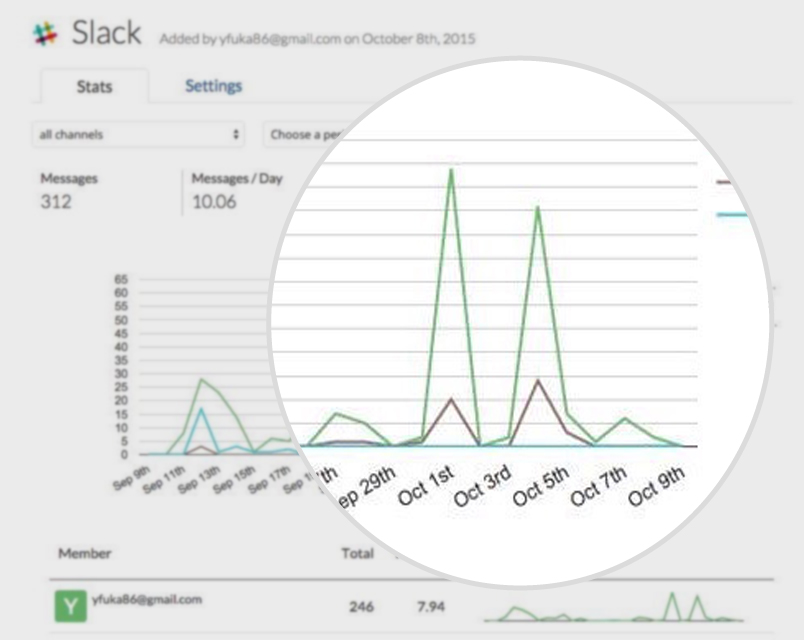 Slack Added by yfuka86@gmail.com on October 8th, 2015
Stats Settings
all channels Choose a
Messages Messages / Day
312 10.06
65
60
55
50
45
40
35
30
25
20
15
10
5
0
Sep 9th Sep 11th Sep 13th Sep 15th Sep 17th Sep
ep 29th Oct 1st Oct 3rd Oct 5th Oct 7th Oct 9th
Member Total
Y yfuka86@gmail.com 246 7.94